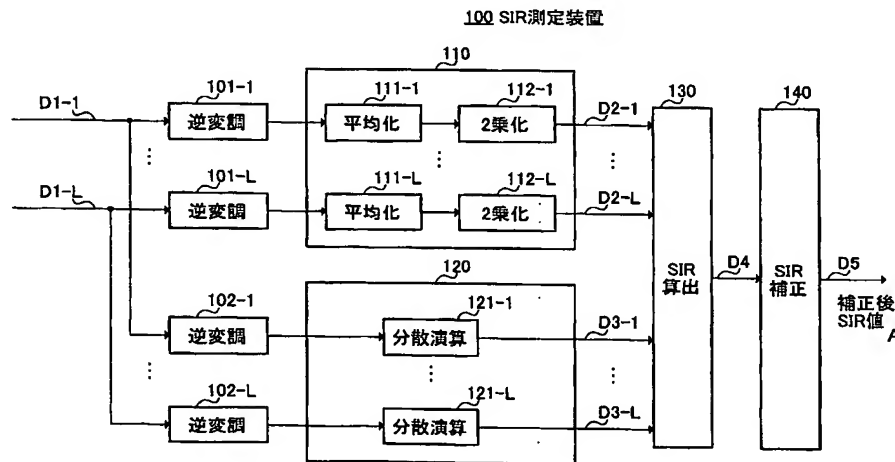 100 SIR測定装置
110
D1-1
101-1
逆変調
111-1
平均化
112-1
2乗化
D2-1
130
140
⋮
⋮
⋮
D1-L
101-L
逆変調
111-L
平均化
112-L
2乗化
D2-L
120
SIR
算出
D4
SIR
補正
D5
補正後
SIR値
A
102-1
逆変調
121-1
分散演算
D3-1
⋮
⋮
⋮
102-L
逆変調
121-L
分散演算
D3-L